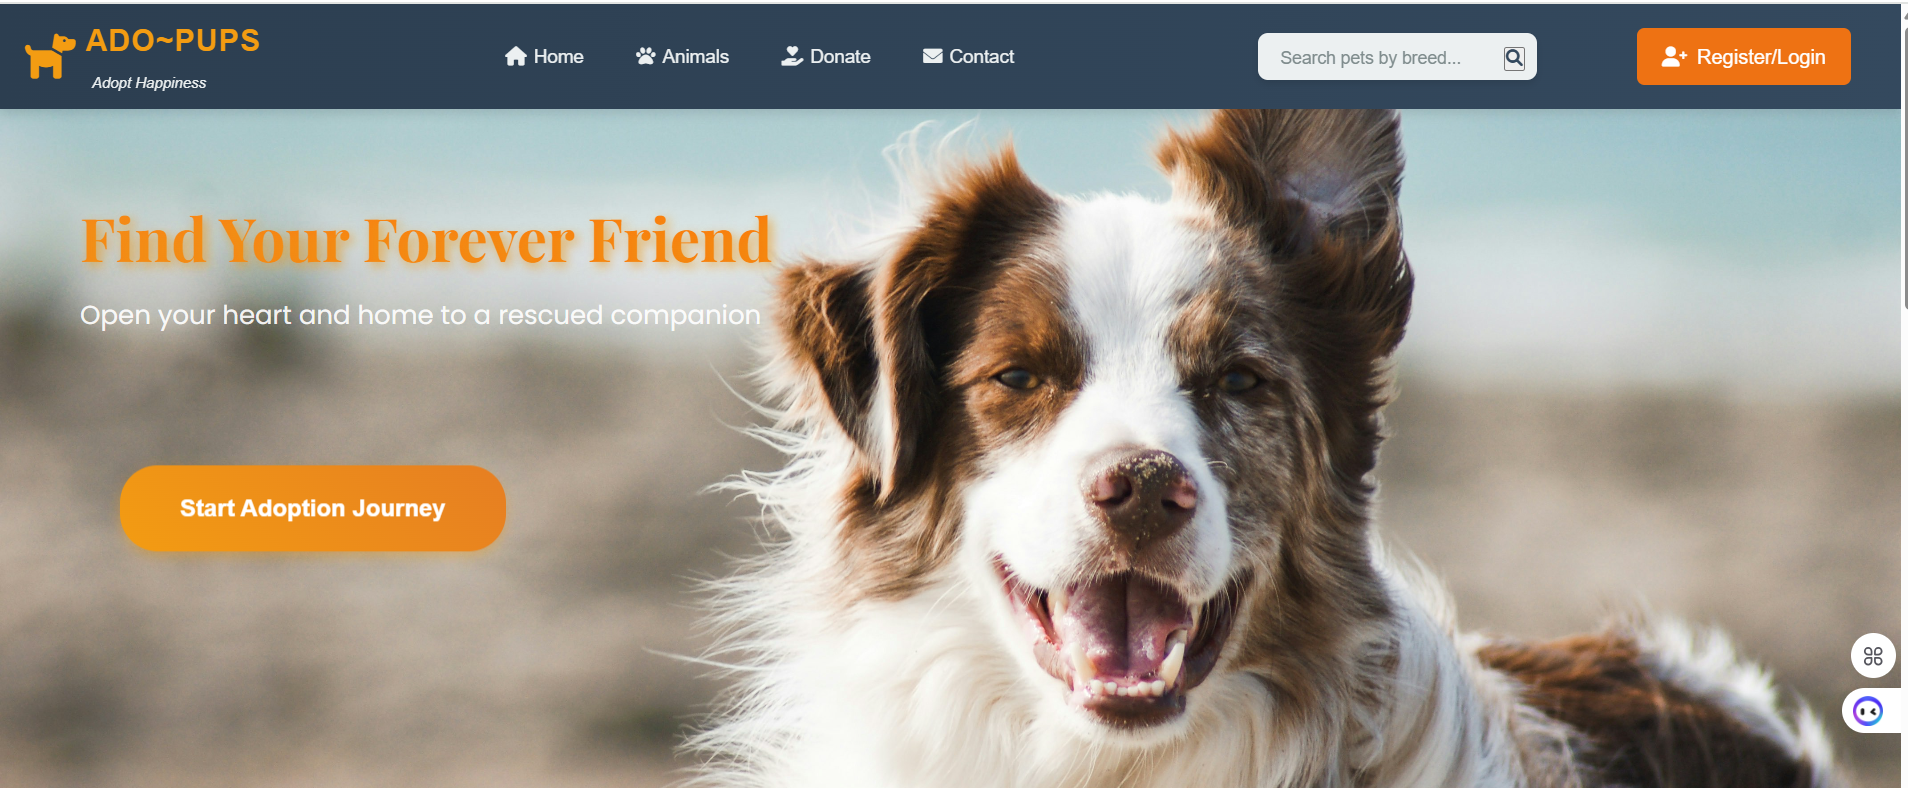 ADO~PUPS
Adopt Happiness
Home
Animals
Donate
Contact
Search pets by breed...
Register/Login
Find Your Forever Friend
Open your heart and home to a rescued companion
Start Adoption Journey